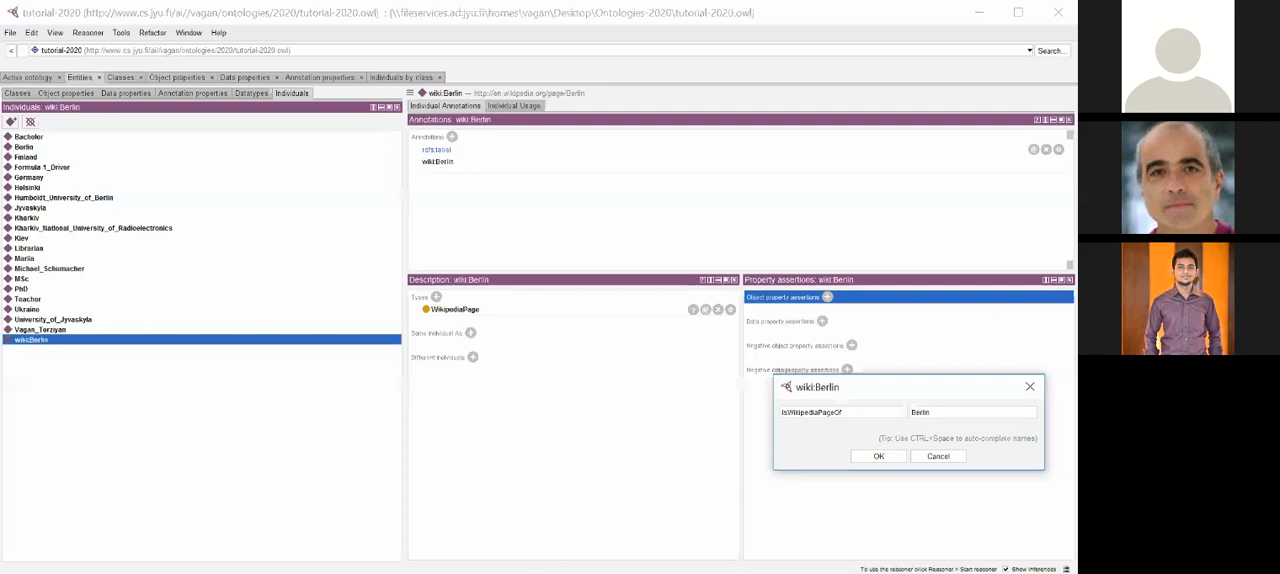 tutorial-2020 (http://www.cs.jyu.fi/ai//vagan/ontologies/2020/tutorial-2020.owl) : [\\fileservices.ad.jyu.fi\homes\vagan\Desktop\Ontologies-2020\tutorial-2020.owl]
File Edit View Reasoner Tools Refactor Window Help
< tutorial-2020 (http://www.cs.jyu.fi/ai//vagan/ontologies/2020/tutorial-2020.owl) Search...
Active ontology × Entities × Classes × Object properties × Data properties × Annotation properties × Individuals by class ×
Classes Object properties Data properties Annotation properties Datatypes Individuals
wiki:Berlin — http://en.wikipedia.org/page/Berlin
Individuals: wiki:Berlin
Individual Annotations Individual Usage
Annotations: wiki:Berlin
Annotations
rdfs:label
wiki:Berlin
Bachelor
Berlin
Finland
Formula-1_Driver
Germany
Helsinki
Humboldt_University_of_Berlin
Jyvaskyla
Kharkiv
Kharkiv_National_University_of_Radioelectronics
Kiev
Librarian
Mariia
Michael_Schumacher
MSc
PhD
Teacher
Ukraine
University_of_Jyvaskyla
Vagan_Terziyan
wiki:Berlin
Description: wiki:Berlin
Types
WikipediaPage
Same Individual As
Different Individuals
Property assertions: wiki:Berlin
Object property assertions
Data property assertions
Negative object property assertions
Negative data property assertions
wiki:Berlin
isWikipediaPageOf Berlin
(Tip: Use CTRL+Space to auto-complete names)
OK Cancel
To use the reasoner click Reasoner > Start reasoner Show Inferences